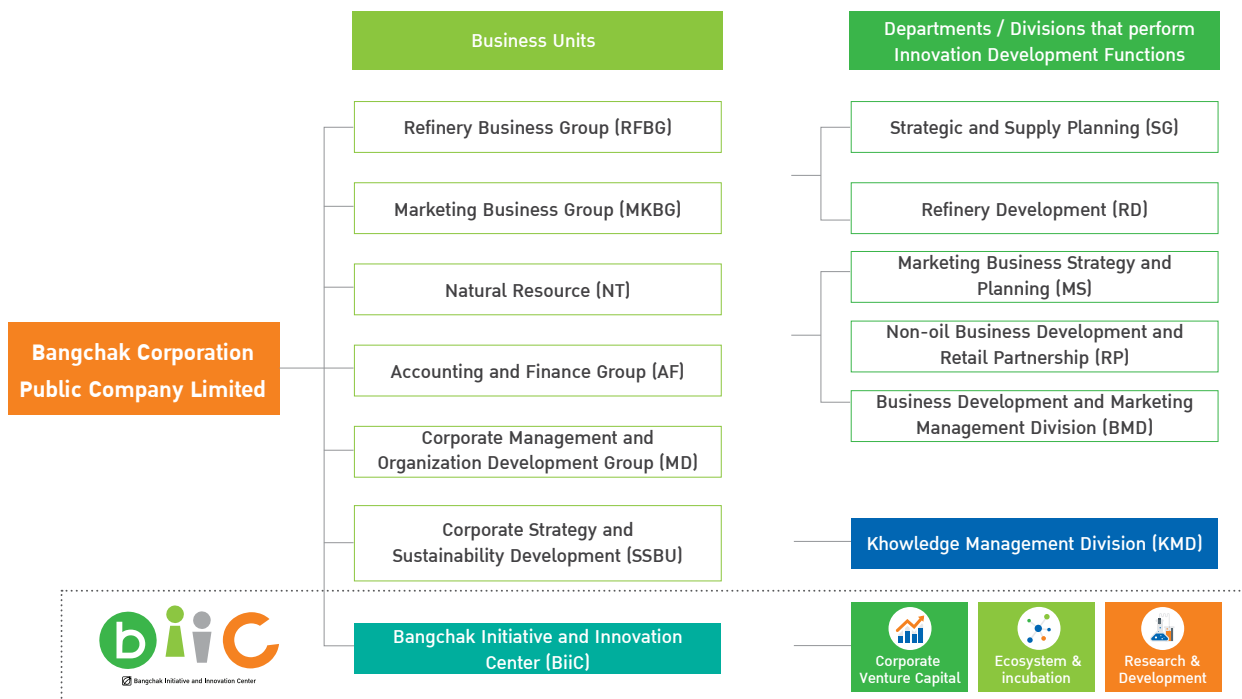 Business Units
Departments / Divisions that perform
Innovation Development Functions
Refinery Business Group (RFBG)
Strategic and Supply Planning (SG)
Marketing Business Group (MKBG)
Refinery Development (RD)
Natural Resource (NT)
Marketing Business Strategy and
Planning (MS)
Bangchak Corporation
Public Company Limited
Non-oil Business Development and
Retail Partnership (RP)
Accounting and Finance Group (AF)
Business Development and Marketing
Management Division (BMD)
Corporate Management and
Organization Development Group (MD)
Corporate Strategy and
Sustainability Development (SSBU)
Khowledge Management Division (KMD)
biic
Bangchak Initiative and Innovation Center
Bangchak Initiative and Innovation
Center (BiiC)
Corporate
Venture Capital
Ecosystem &
incubation
Research &
Development